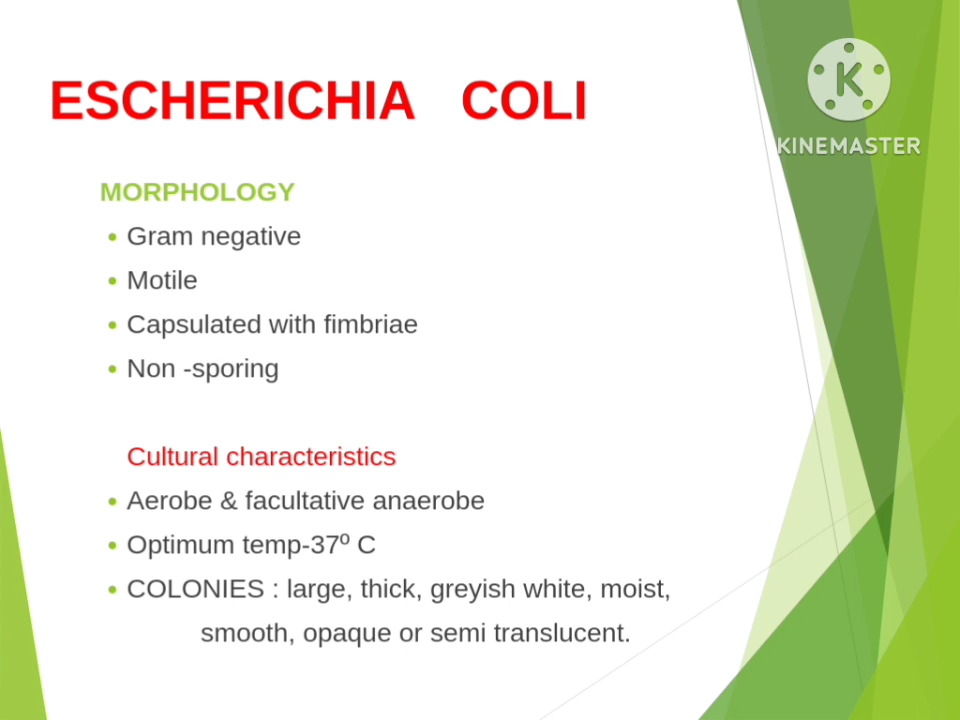 ESCHERICHIA COLI
KINEMASTER
MORPHOLOGY
• Gram negative
• Motile
• Capsulated with fimbriae
• Non -sporing
Cultural characteristics
• Aerobe & facultative anaerobe
• Optimum temp-37º C
• COLONIES : large, thick, greyish white, moist,
smooth, opaque or semi translucent.